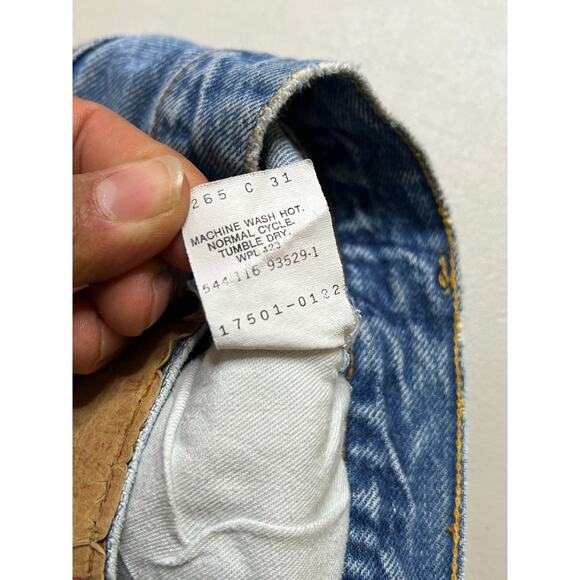 265 C 31
MACHINE WASH HOT.
NORMAL CYCLE.
TUMBLE DRY.
WPL 423
544 116 93529-1
17501-0122